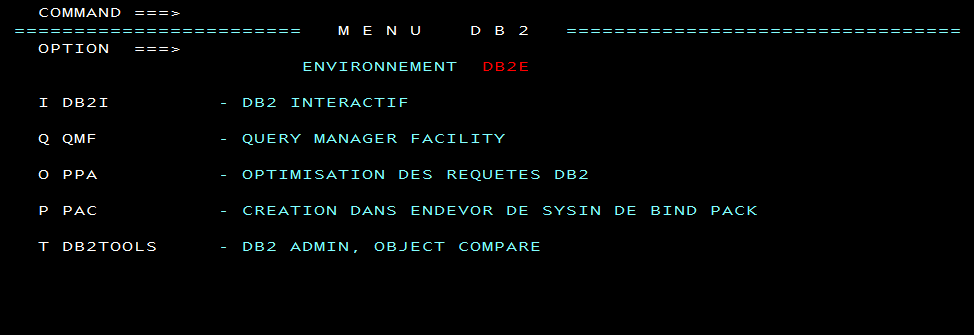 COMMAND ===>
======================== M E N U D B 2 =================================
OPTION ===>
ENVIRONNEMENT DB2E
I DB2I - DB2 INTERACTIF
Q QMF - QUERY MANAGER FACILITY
O PPA - OPTIMISATION DES REQUETES DB2
P PAC - CREATION DANS ENDEVOR DE SYSIN DE BIND PACK
T DB2TOOLS - DB2 ADMIN, OBJECT COMPARE